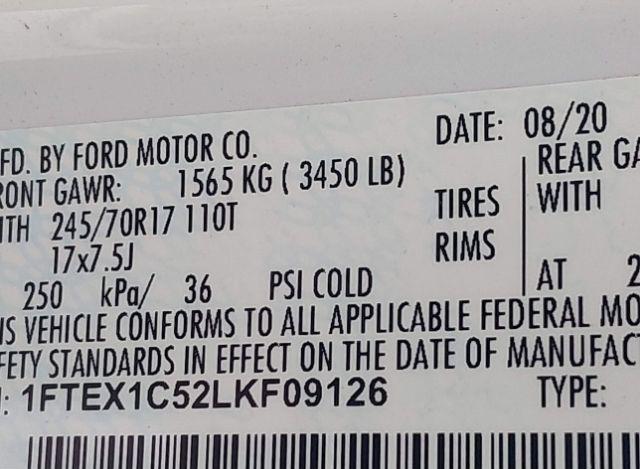 FD. BY FORD MOTOR CO. DATE: 08/20
RONT GAWR: 1565 KG ( 3450 LB) REAR GA
ITH 245/70R17 110T TIRES WITH
17x7.5J RIMS
250 kPa/ 36 PSI COLD AT 2
IS VEHICLE CONFORMS TO ALL APPLICABLE FEDERAL MO
FETY STANDARDS IN EFFECT ON THE DATE OF MANUFAC
: 1FTEX1C52LKF09126 TYPE: